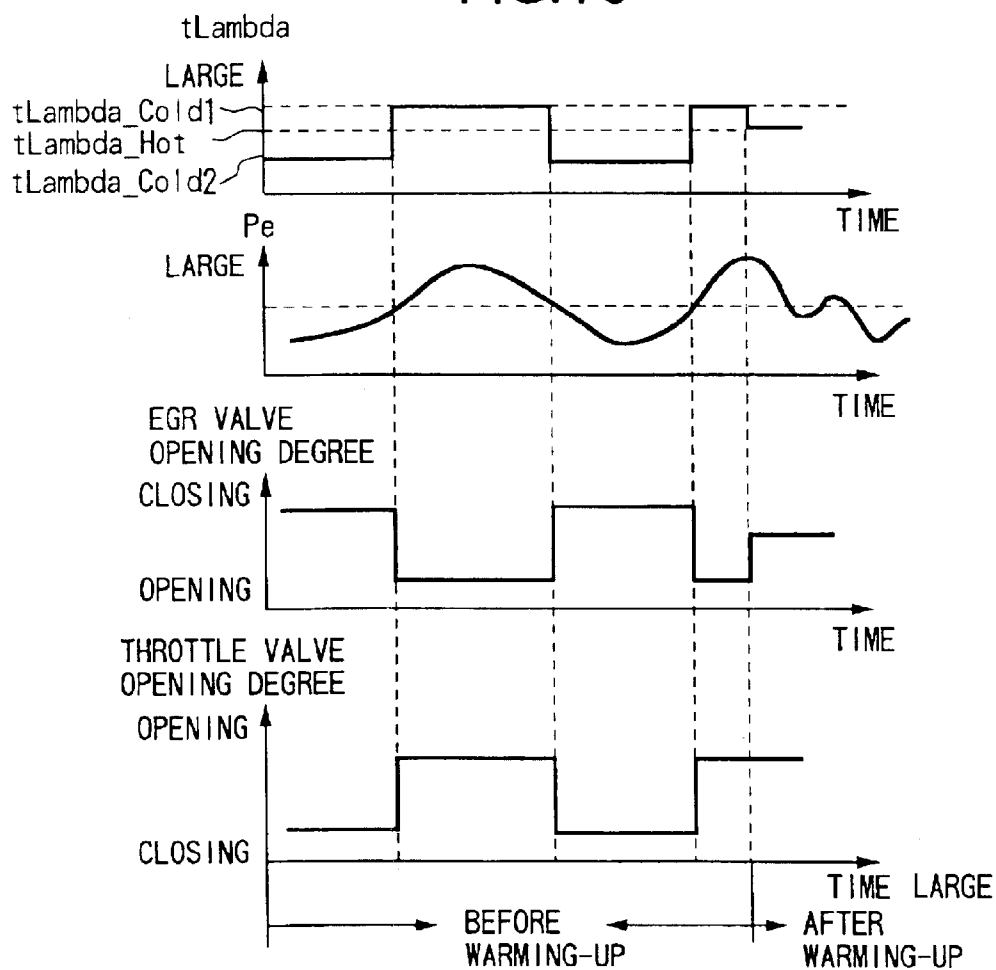 tLambda
LARGE
tLambda_Cold1
tLambda_Hot
tLambda_Cold2
TIME
Pe
LARGE
TIME
EGR VALVE
OPENING DEGREE
CLOSING
OPENING
TIME
THROTTLE VALVE
OPENING DEGREE
OPENING
CLOSING
TIME LARGE
BEFORE
WARMING-UP
AFTER
WARMING-UP